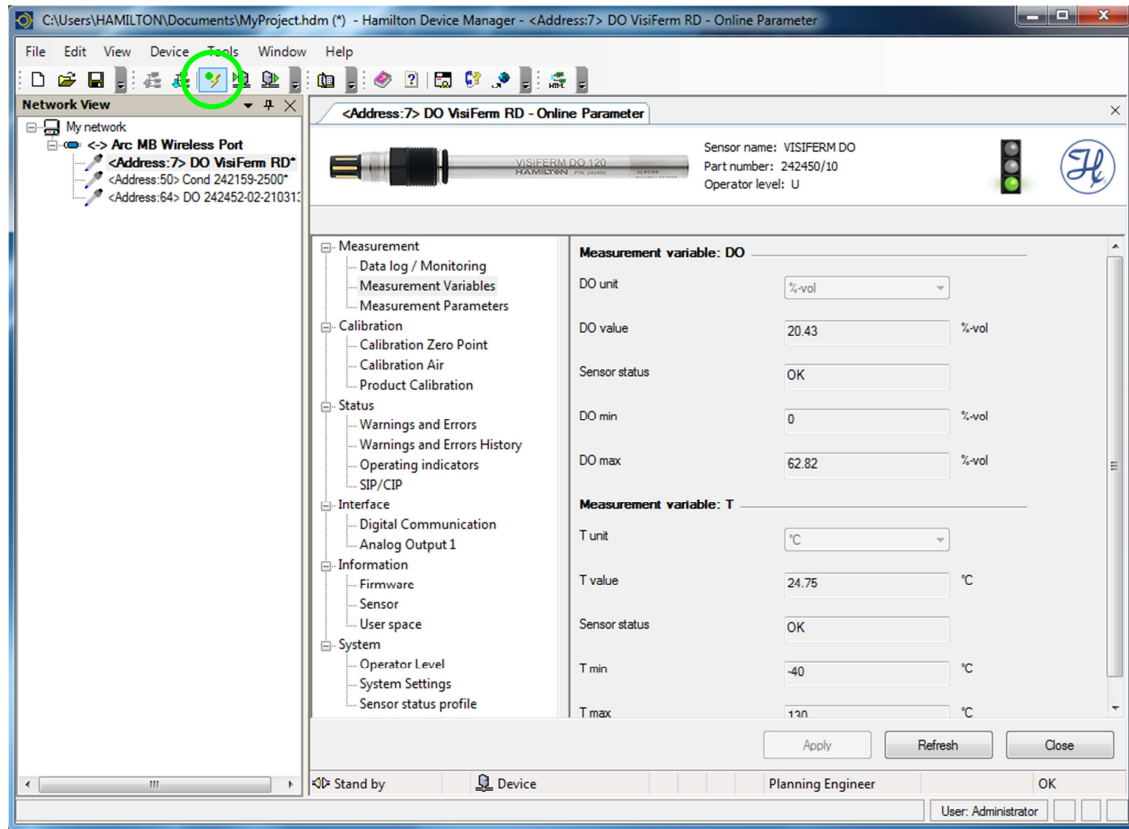 C:\Users\HAMILTON\Documents\MyProject.hdm (*) - Hamilton Device Manager - <Address:7> DO VisiFerm RD - Online Parameter
File Edit View Device Tools Window Help
Network View
My network
<-> Arc MB Wireless Port
<Address:7> DO VisiFerm RD*
<Address:50> Cond 242159-2500*
<Address:64> DO 242452-02-210313
<Address:7> DO VisiFerm RD - Online Parameter
VISIFERM DO 120
HAMILTON
Sensor name: VISIFERM DO
Part number: 242450/10
Operator level: U
Measurement
Data log / Monitoring
Measurement Variables
Measurement Parameters
Calibration
Calibration Zero Point
Calibration Air
Product Calibration
Status
Warnings and Errors
Warnings and Errors History
Operating indicators
SIP/CIP
Interface
Digital Communication
Analog Output 1
Information
Firmware
Sensor
User space
System
Operator Level
System Settings
Sensor status profile
Measurement variable: DO
DO unit %-vol
DO value 20.43 %-vol
Sensor status OK
DO min 0 %-vol
DO max 62.82 %-vol
Measurement variable: T
T unit °C
T value 24.75 °C
Sensor status OK
T min -40 °C
T max 130 °C
Apply Refresh Close
Stand by Device Planning Engineer OK
User: Administrator